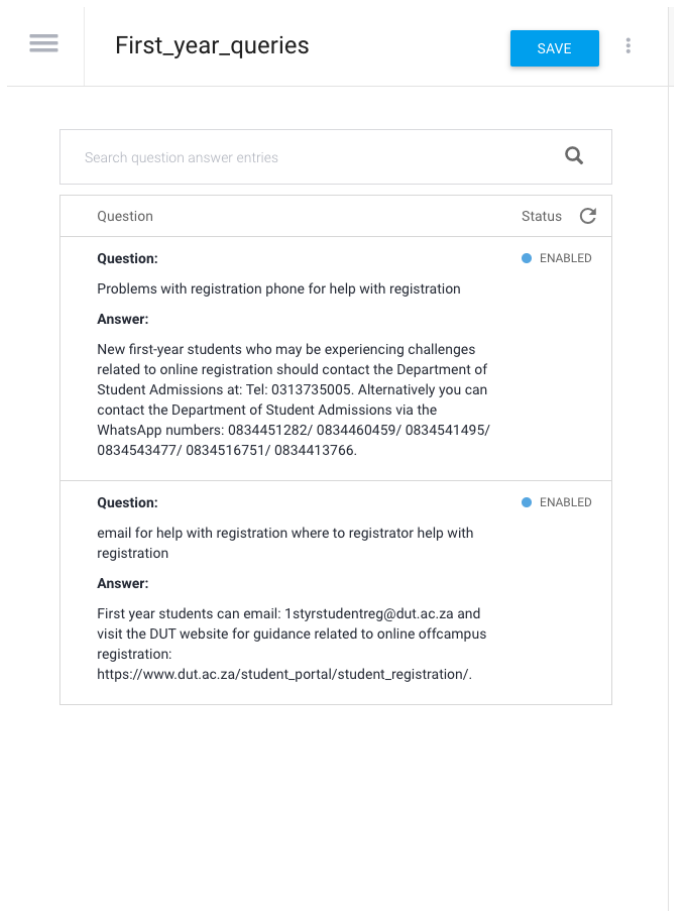 First_year_queries
SAVE
Search question answer entries
Question
Status
Question:
ENABLED
Problems with registration phone for help with registration
Answer:
New first-year students who may be experiencing challenges
related to online registration should contact the Department of
Student Admissions at: Tel: 0313735005. Alternatively you can
contact the Department of Student Admissions via the
WhatsApp numbers: 0834451282/ 0834460459/ 0834541495/
0834543477/ 0834516751/ 0834413766.
Question:
ENABLED
email for help with registration where to registrator help with
registration
Answer:
First year students can email: 1styrstudentreg@dut.ac.za and
visit the DUT website for guidance related to online offcampus
registration:
https://www.dut.ac.za/student_portal/student_registration/.